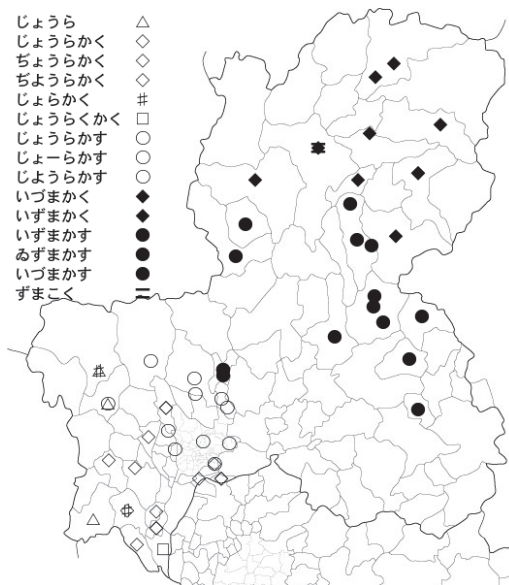 じょうら △
じょうらかく ◇
ぢょうらかく ◇
ぢようらかく ◇
じょらかく ♯
じょうらくかく □
じょうらかす ○
じょーらかす ○
じようらかす ○
いづまかく ◆
いずまかく ◆
いずまかす ●
ゐずまかす ●
いづまかす ●
ずまこく 〓